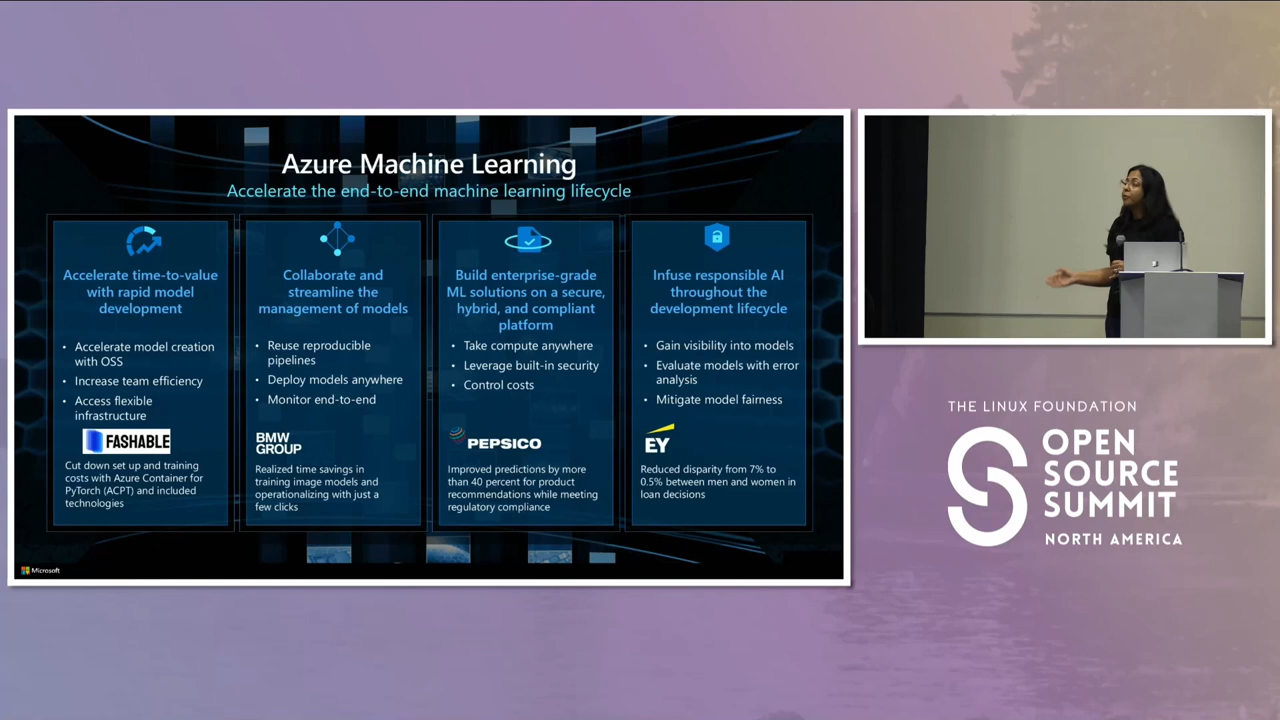 Azure Machine Learning
Accelerate the end-to-end machine learning lifecycle
Accelerate time-to-value
with rapid model
development
• Accelerate model creation
with OSS
• Increase team efficiency
• Access flexible
infrastructure
FASHABLE
Cut down set up and training
costs with Azure Container for
PyTorch (ACPT) and included
technologies
Collaborate and
streamline the
management of models
• Reuse reproducible
pipelines
• Deploy models anywhere
• Monitor end-to-end
BMW
GROUP
Realized time savings in
training image models and
operationalizing with just a
few clicks
Build enterprise-grade
ML solutions on a secure,
hybrid, and compliant
platform
• Take compute anywhere
• Leverage built-in security
• Control costs
PEPSICO
Improved predictions by more
than 40 percent for product
recommendations while meeting
regulatory compliance
Infuse responsible AI
throughout the
development lifecycle
• Gain visibility into models
• Evaluate models with error
analysis
• Mitigate model fairness
EY
Reduced disparity from 7% to
0.5% between men and women in
loan decisions
Microsoft
THE LINUX FOUNDATION
OPEN
SOURCE
SUMMIT
NORTH AMERICA